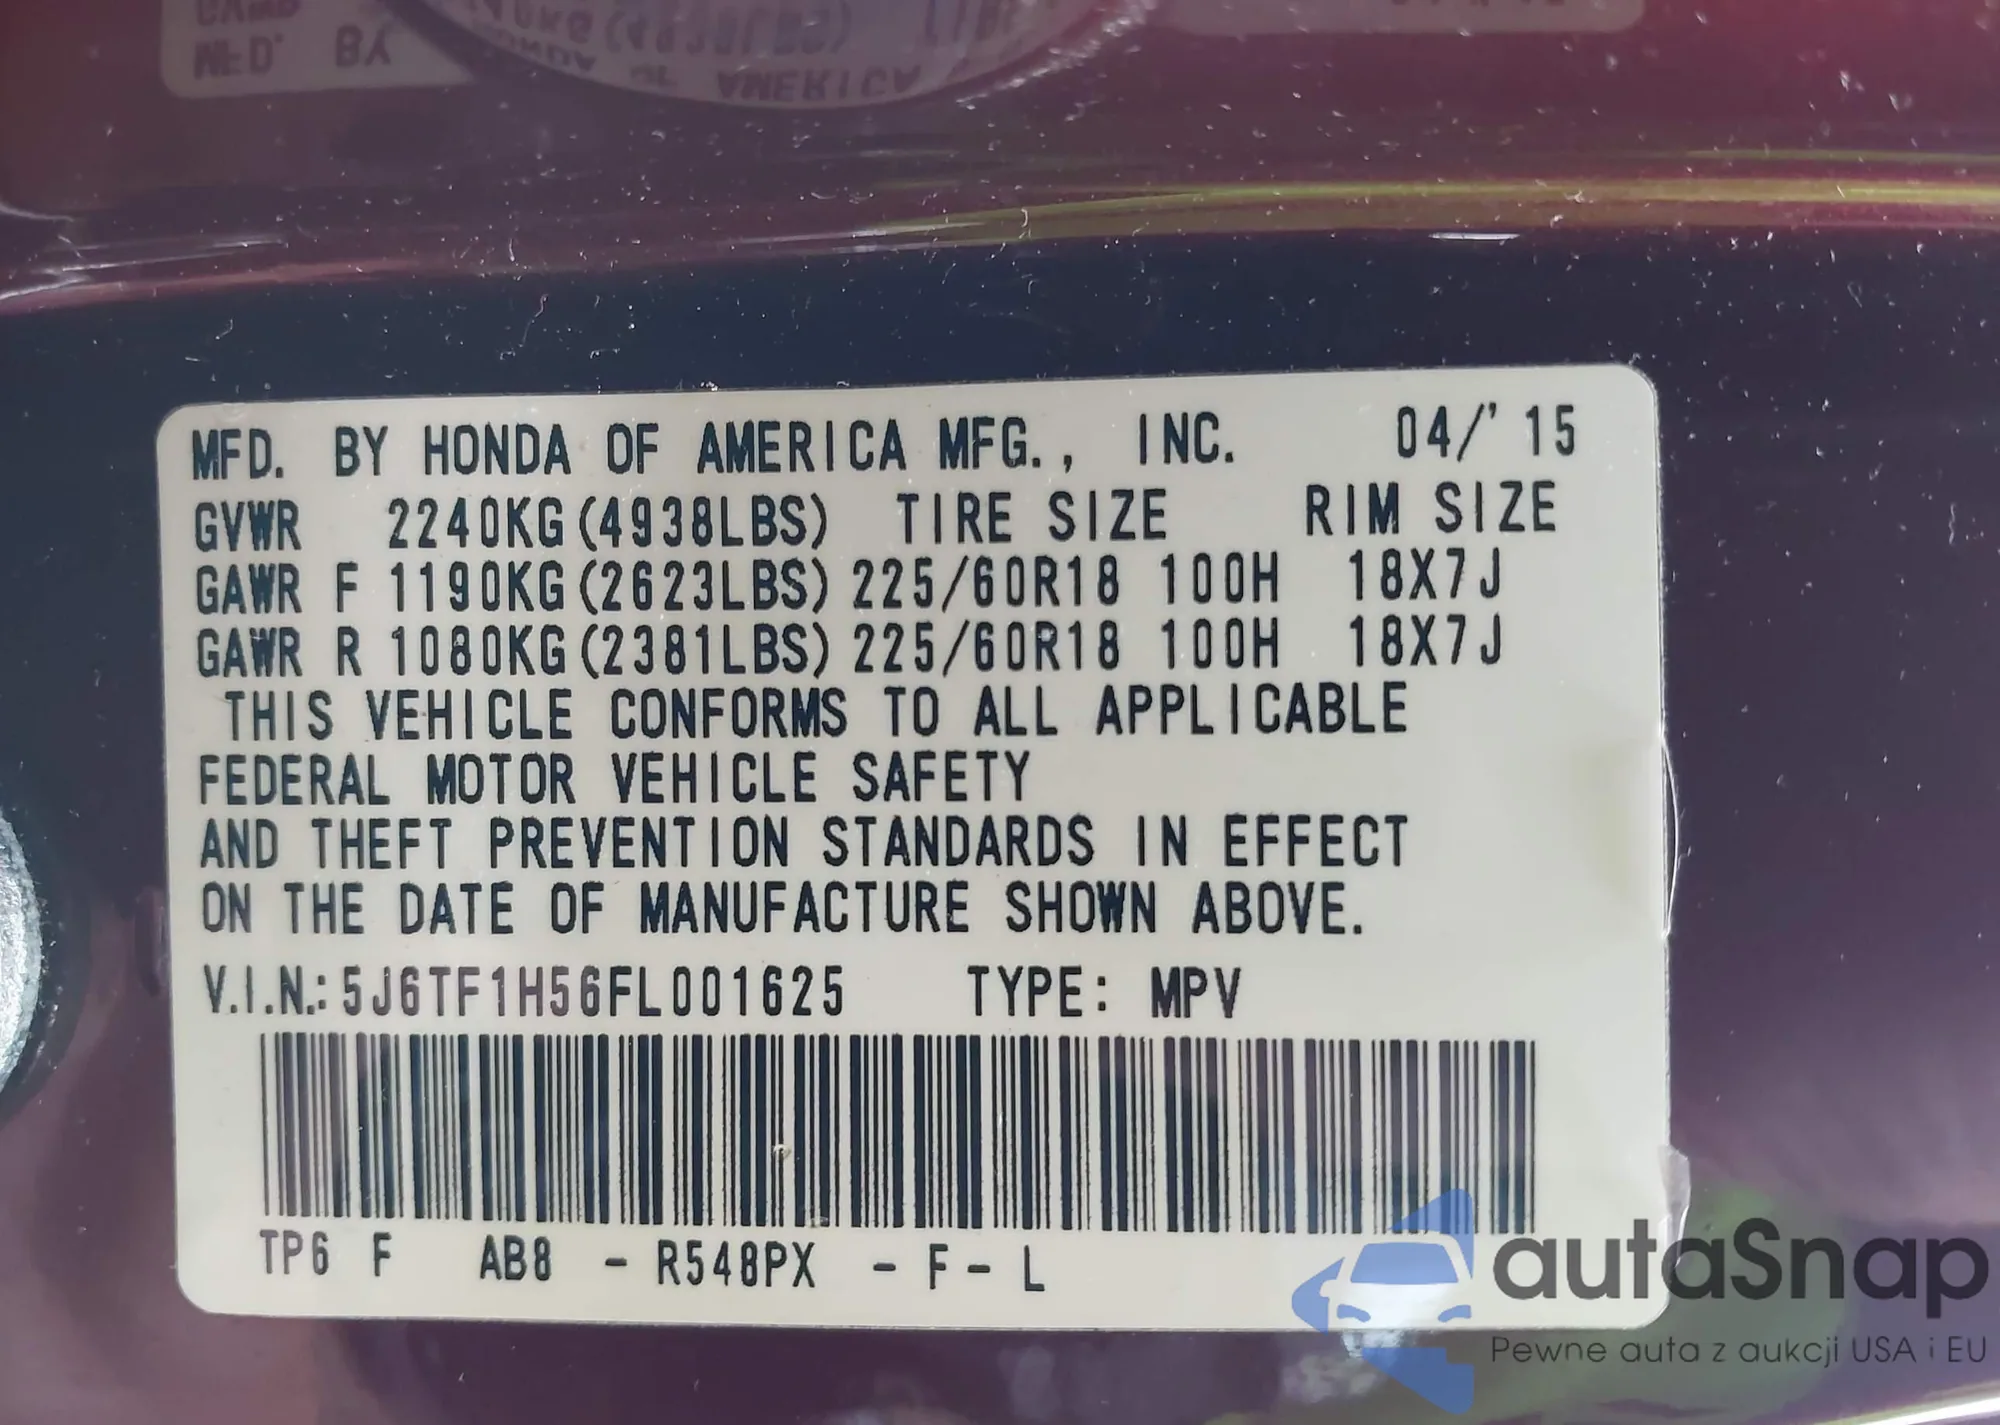 MFD. BY
AMERICA
MFD. BY HONDA OF AMERICA MFG., INC. 04/'15
GVWR 2240KG(4938LBS) TIRE SIZE RIM SIZE
GAWR F 1190KG(2623LBS) 225/60R18 100H 18X7J
GAWR R 1080KG(2381LBS) 225/60R18 100H 18X7J
THIS VEHICLE CONFORMS TO ALL APPLICABLE
FEDERAL MOTOR VEHICLE SAFETY
AND THEFT PREVENTION STANDARDS IN EFFECT
ON THE DATE OF MANUFACTURE SHOWN ABOVE.
V.I.N.: 5J6TF1H56FL001625 TYPE: MPV
TP6 F AB8 - R548PX - F - L
autaSnap
Pewne auta z aukcji USA i EU